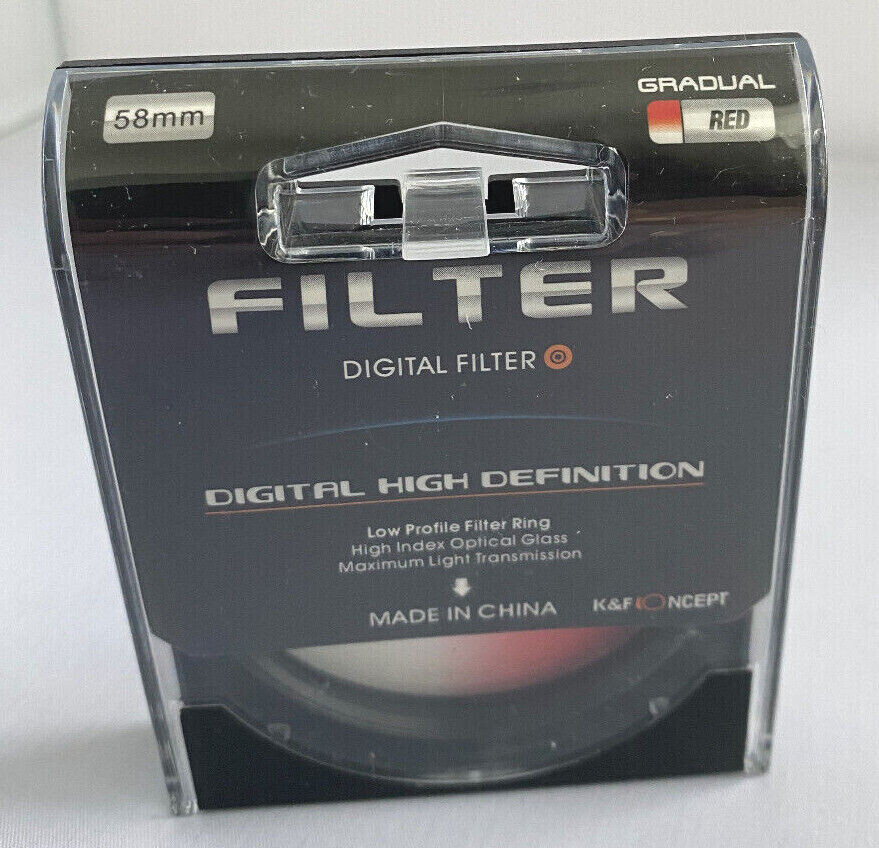 58mm
GRADUAL
RED
FILTER
DIGITAL FILTER
DIGITAL HIGH DEFINITION
Low Profile Filter Ring
High Index Optical Glass
Maximum Light Transmission
MADE IN CHINA
K&F CONCEPT